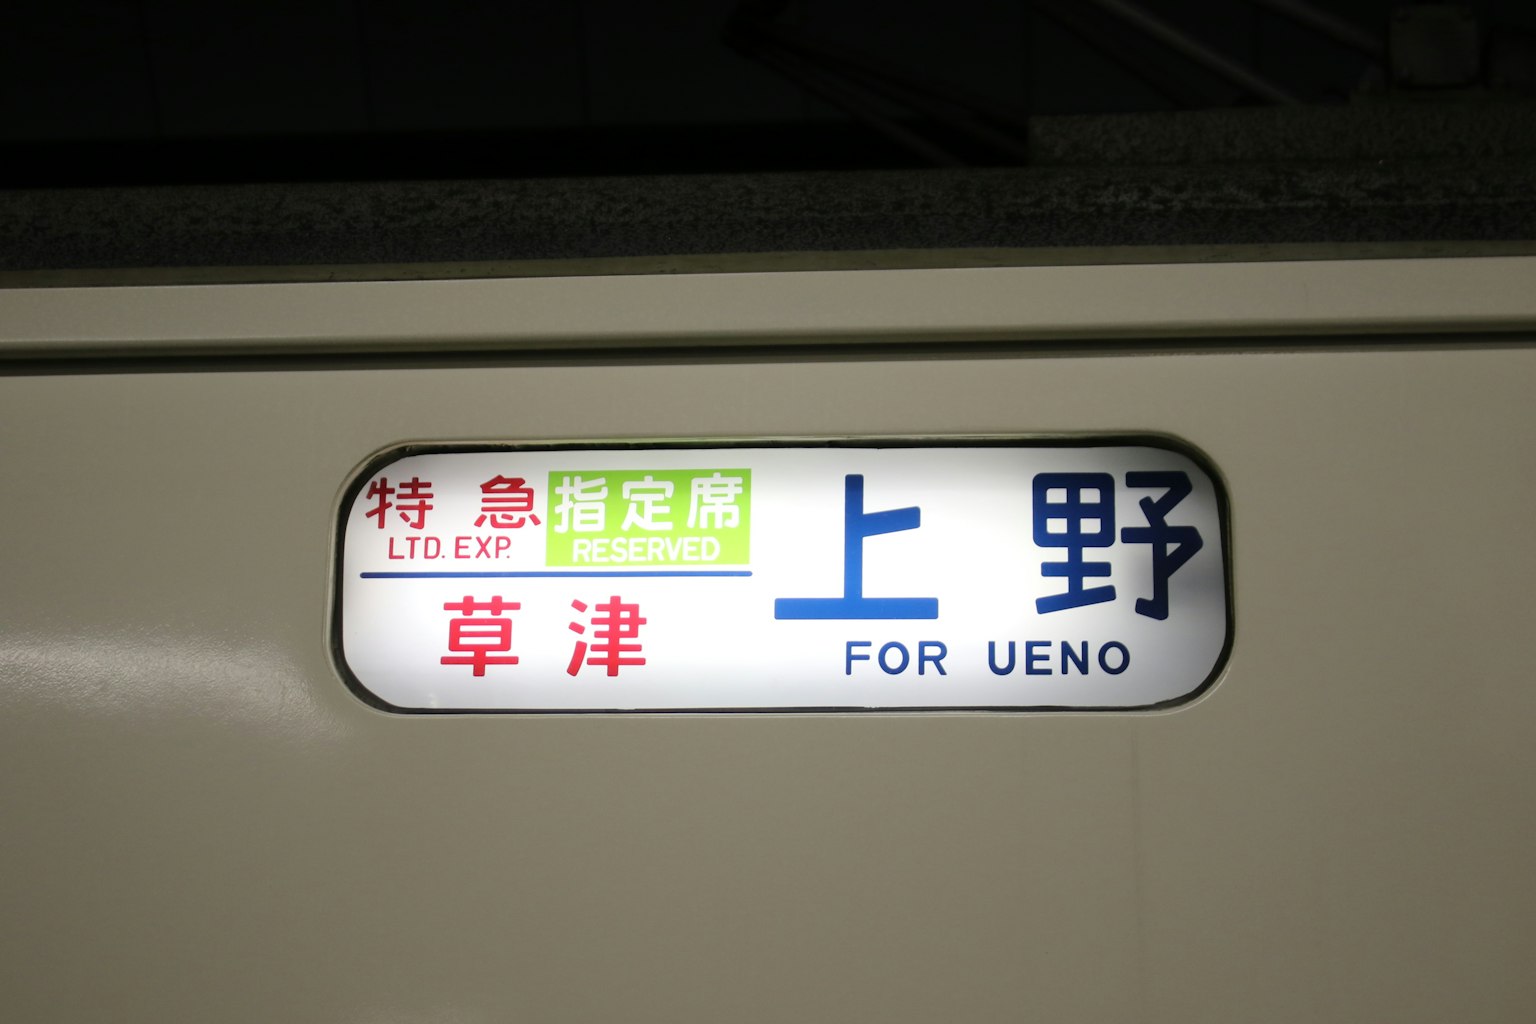 特急 指定席
LTD. EXP. RESERVED
草津
上野
FOR UENO